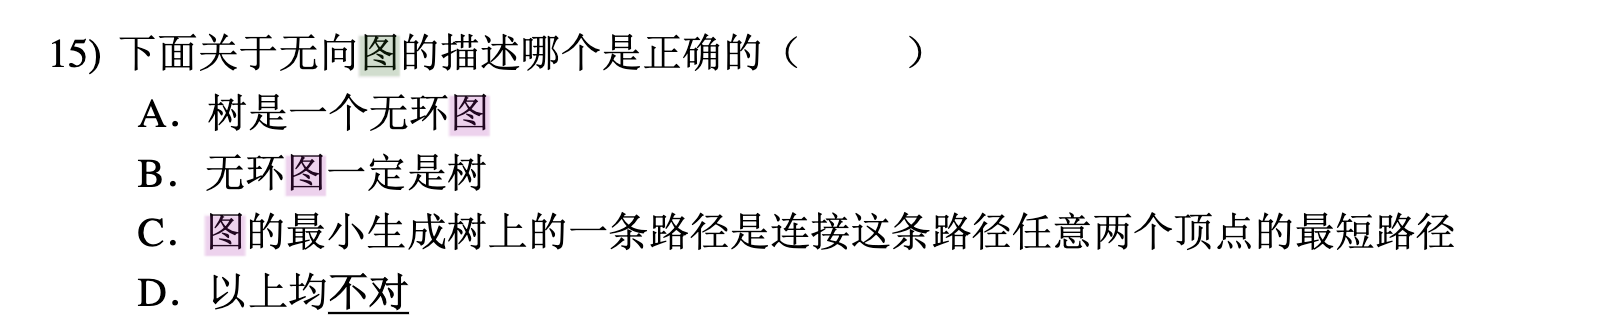 15) 下面关于无向图的描述哪个是正确的（　　）
A．树是一个无环图
B．无环图一定是树
C．图的最小生成树上的一条路径是连接这条路径任意两个顶点的最短路径
D．以上均不对